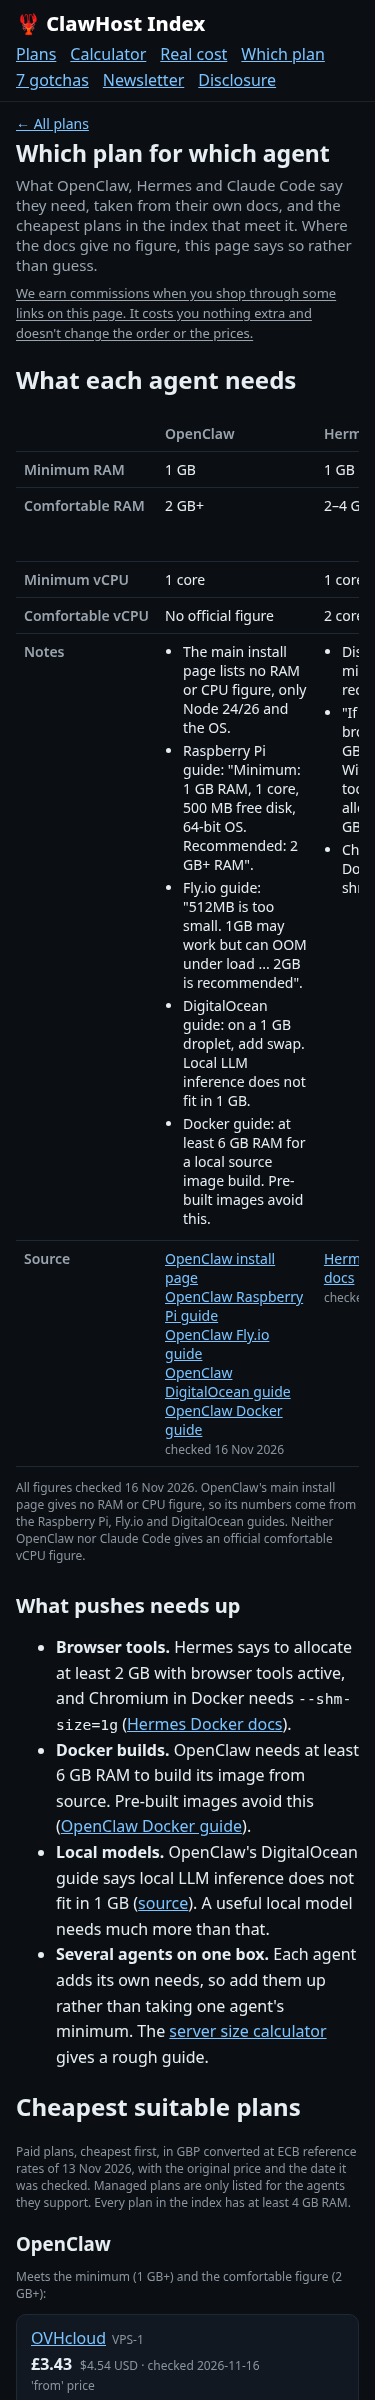 🦞 ClawHost Index
Plans Calculator Real cost Which plan
7 gotchas Newsletter Disclosure
← All plans
Which plan for which agent
What OpenClaw, Hermes and Claude Code say
they need, taken from their own docs, and the
cheapest plans in the index that meet it. Where
the docs give no figure, this page says so rather
than guess.
We earn commissions when you shop through some
links on this page. It costs you nothing extra and
doesn't change the order or the prices.
What each agent needs
OpenClaw
Minimum RAM 1 GB 1 GB
Comfortable RAM 2 GB+ 2–4
Minimum vCPU 1 core 1
Comfortable vCPU No official figure 2
Notes
• The main install
page lists no RAM
or CPU figure, only
Node 24/26 and
the OS.
• Raspberry Pi
guide: "Minimum:
1 GB RAM, 1 core,
500 MB free disk,
64-bit OS.
Recommended: 2
GB+ RAM".
• Fly.io guide:
"512MB is too
small. 1GB may
work but can OOM
under load ... 2GB
is recommended".
• DigitalOcean
guide: on a 1 GB
droplet, add swap.
Local LLM
inference does not
fit in 1 GB.
• Docker guide: at
least 6 GB RAM for
a local source
image build. Pre-
built images avoid
this.
"If
Source
OpenClaw install
page
OpenClaw Raspberry
Pi guide
OpenClaw Fly.io
guide
OpenClaw
DigitalOcean guide
OpenClaw Docker
guide
checked 16 Nov 2026
docs
All figures checked 16 Nov 2026. OpenClaw's main install
page gives no RAM or CPU figure, so its numbers come from
the Raspberry Pi, Fly.io and DigitalOcean guides. Neither
OpenClaw nor Claude Code gives an official comfortable
vCPU figure.
What pushes needs up
• Browser tools. Hermes says to allocate
at least 2 GB with browser tools active,
and Chromium in Docker needs --shm-
size=1g (Hermes Docker docs).
• Docker builds. OpenClaw needs at least
6 GB RAM to build its image from
source. Pre-built images avoid this
(OpenClaw Docker guide).
• Local models. OpenClaw's DigitalOcean
guide says local LLM inference does not
fit in 1 GB (source). A useful local model
needs much more than that.
• Several agents on one box. Each agent
adds its own needs, so add them up
rather than taking one agent's
minimum. The server size calculator
gives a rough guide.
Cheapest suitable plans
Paid plans, cheapest first, in GBP converted at ECB reference
rates of 13 Nov 2026, with the original price and the date it
was checked. Managed plans are only listed for the agents
they support. Every plan in the index has at least 4 GB RAM.
OpenClaw
Meets the minimum (1 GB+) and the comfortable figure (2
GB+):
OVHcloud VPS-1
£3.43 $4.54 USD · checked 2026-11-16
'from' price